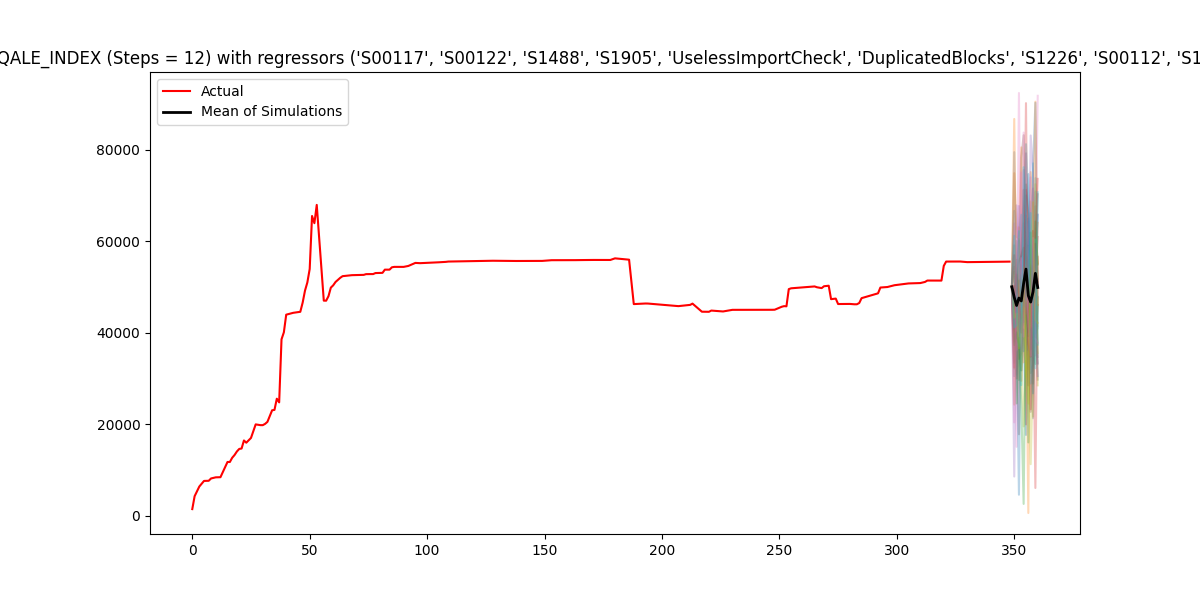 QALE_INDEX (Steps = 12) with regressors ('S00117', 'S00122', 'S1488', 'S1905', 'UselessImportCheck', 'DuplicatedBlocks', 'S1226', 'S00112', 'S1
Actual
Mean of Simulations
80000
60000
40000
20000
0
0 50 100 150 200 250 300 350